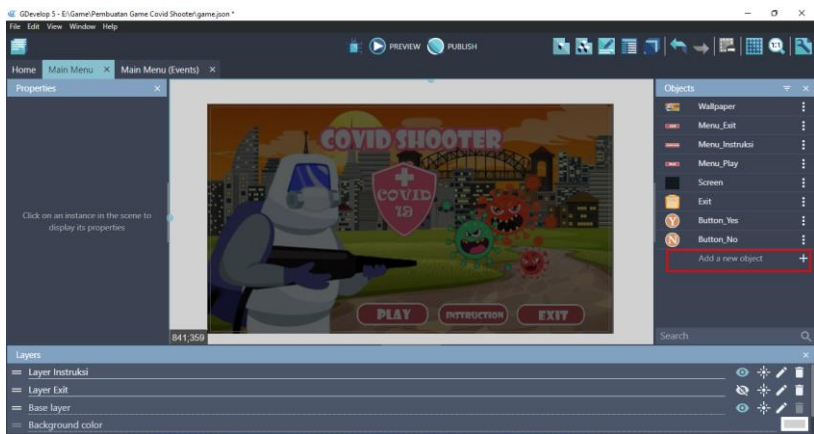 GDevelop 5 - E:\Game\Pembuatan Game Covid Shooter\game.json *
File Edit View Window Help
PREVIEW PUBLISH
Home Main Menu × Main Menu (Events) ×
Properties ×
Click on an instance in the scene to
display its properties
COVID SHOOTER
COVID
19
PLAY INSTRUCTION EXIT
841;359
Objects
Wallpaper
Menu_Exit
Menu_Instruksi
Menu_Play
Screen
Exit
Y Button_Yes
N Button_No
Add a new object +
Search
Layers
Layer Instruksi
Layer Exit
Base layer
Background color